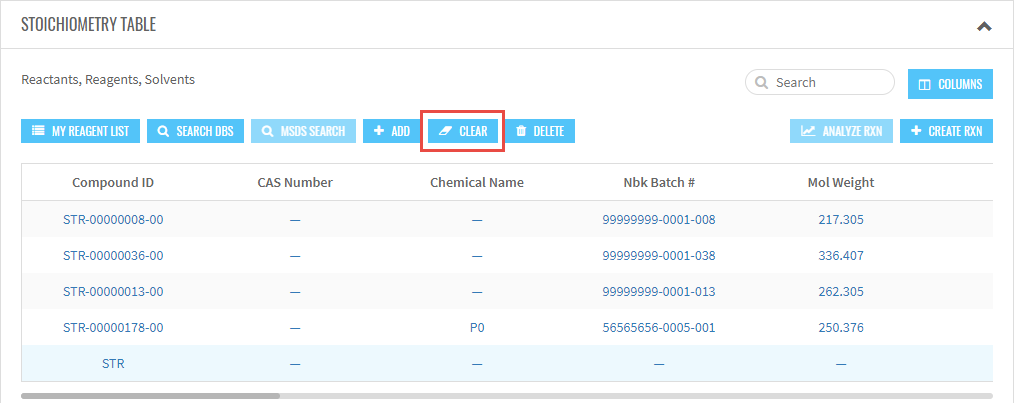 STOICHIOMETRY TABLE
Reactants, Reagents, Solvents
Search
COLUMNS
MY REAGENT LIST SEARCH DBS MSDS SEARCH ADD CLEAR DELETE ANALYZE RXN CREATE RXN
Compound ID CAS Number Chemical Name Nbk Batch # Mol Weight
STR-00000008-00 — — 99999999-0001-008 217.305
STR-00000036-00 — — 99999999-0001-038 336.407
STR-00000013-00 — — 99999999-0001-013 262.305
STR-00000178-00 — P0 56565656-0005-001 250.376
STR — — — —